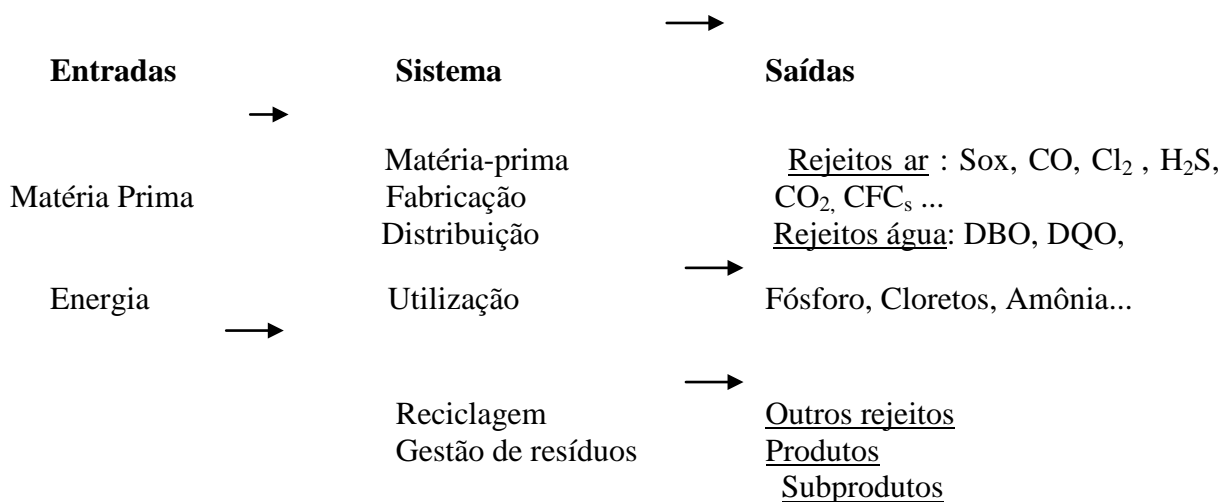 Entradas Sistema Saídas
Matéria-prima Rejeitos ar : Sox, CO, Cl₂ , H₂S,
Matéria Prima Fabricação CO₂, CFCₛ ...
Distribuição Rejeitos água: DBO, DQO,
Energia Utilização Fósforo, Cloretos, Amônia...
Reciclagem Outros rejeitos
Gestão de resíduos Produtos
Subprodutos